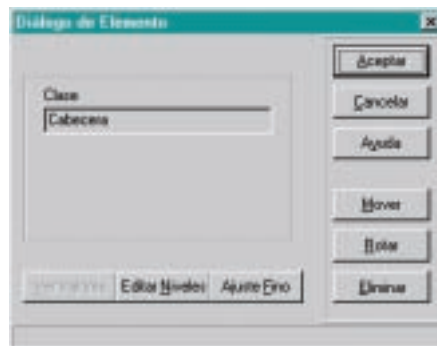 Diálogo de Elemento
Aceptar
Clase
Cabecera
Cancelar
Ayuda
Mover
Rotar
Editar Niveles
Ajuste Fino
Eliminar